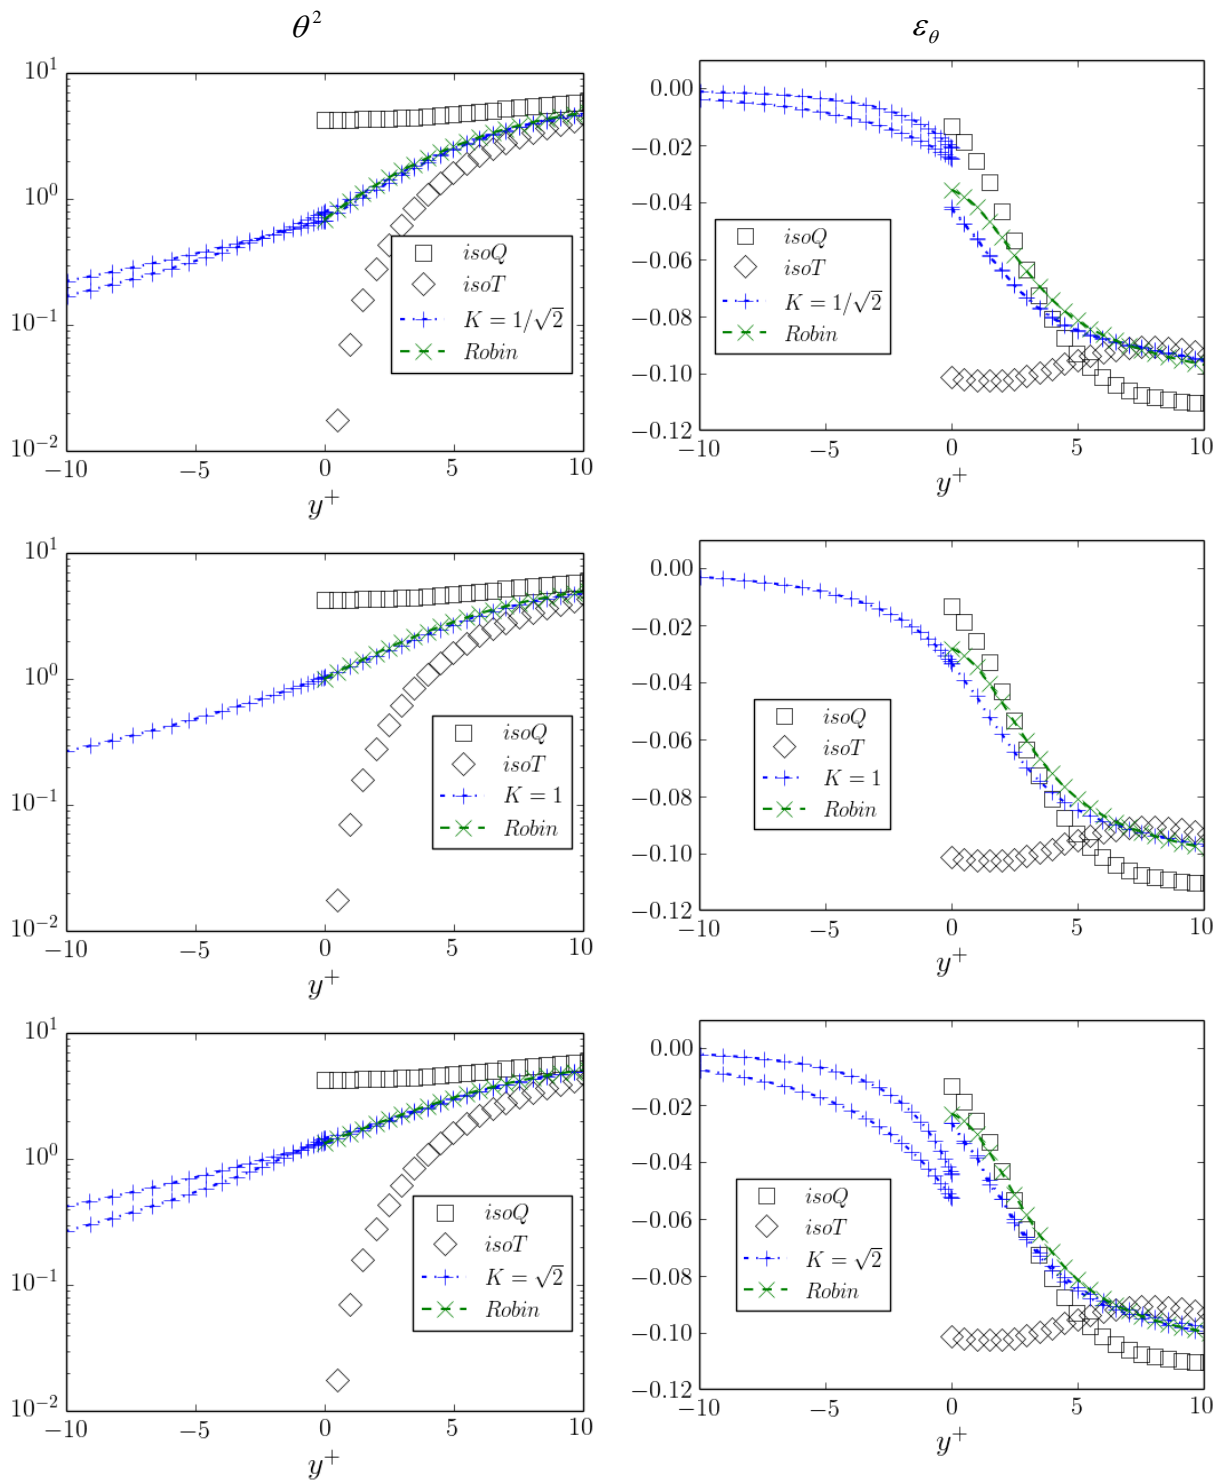 θ² ε_θ
10¹ 0.00
10⁰ −0.02
−0.04
−0.06
10⁻¹ −0.08
−0.10
10⁻² −0.12
isoQ
isoT
K = 1/√2
Robin
isoQ
isoT
K = 1/√2
Robin
−10 −5 0 5 10 −10 −5 0 5 10
y⁺ y⁺
10¹ 0.00
10⁰ −0.02
−0.04
−0.06
10⁻¹ −0.08
−0.10
10⁻² −0.12
isoQ
isoT
K = 1
Robin
isoQ
isoT
K = 1
Robin
−10 −5 0 5 10 −10 −5 0 5 10
y⁺ y⁺
10¹ 0.00
10⁰ −0.02
−0.04
−0.06
10⁻¹ −0.08
−0.10
10⁻² −0.12
isoQ
isoT
K = √2
Robin
isoQ
isoT
K = √2
Robin
−10 −5 0 5 10 −10 −5 0 5 10
y⁺ y⁺